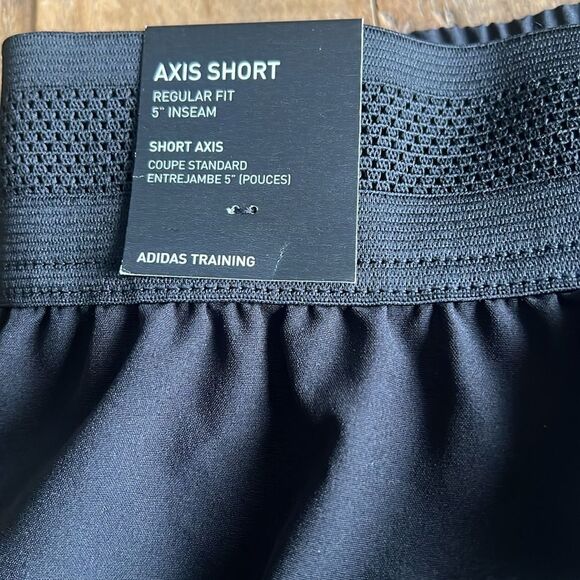 AXIS SHORT
REGULAR FIT
5" INSEAM
SHORT AXIS
COUPE STANDARD
ENTREJAMBE 5" (POUCES)
ADIDAS TRAINING